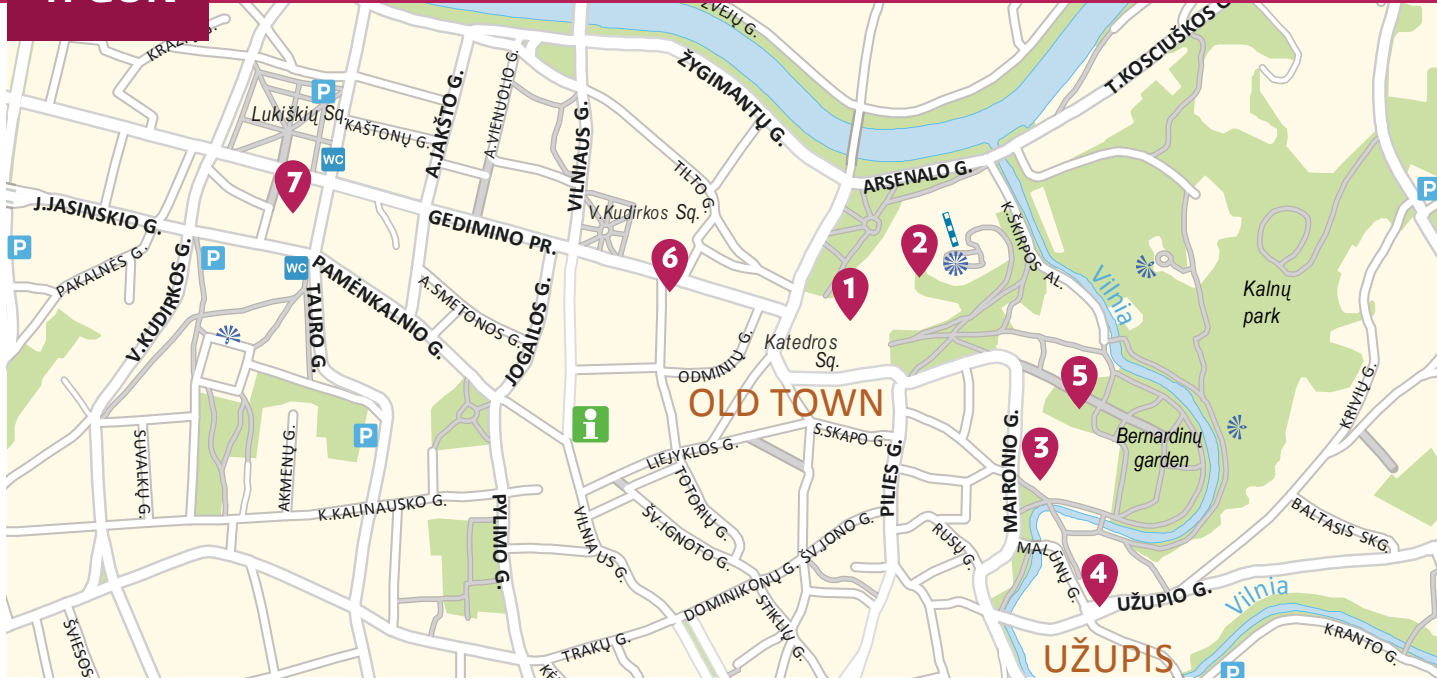 ŽVEJŲ G.
T.KOSCIUŠKOS G
KRAŽIŲ G.
ŽYGIMANTŲ G.
P
Lukiškių Sq.
KAŠTONŲ G.
A.JAKŠTO G.
A.VIENUOLIO G.
VILNIAUS G.
WC
TILTO G.
ARSENALO G.
P
7
J.JASINSKIO G.
GEDIMINO PR.
V.Kudirkos Sq.
K.ŠKIRPOS AL.
2
P
PAKALNĖS G.
V.KUDIRKOS G.
P
WC
PAMĖNKALNIO G.
TAURO G.
A.SMETONOS G.
JOGAILOS G.
6
1
Vilnia
Kalnų
park
Katedros
Sq.
ODMINIŲ G.
OLD TOWN
5
KRIVIŲ G.
i
P
SUVALKŲ G.
AKMENŲ G.
LIEJYKLOS G.
S.SKAPO G.
PILIES G.
MAIRONIO G.
3
Bernardinų
garden
K.KALINAUSKO G.
PYLIMO G.
VILNIAUS G.
TOTORIŲ G.
ŠV.IGNOTO G.
ŠV.JONO G.
DOMINIKONŲ G.
RUSŲ G.
MALŪNŲ G.
4
BALTASIS SKG.
UŽUPIO G.
Vilnia
STIKLIŲ G.
TRAKŲ G.
ŠVIESOS
UŽUPIS
KRANTO G.
P